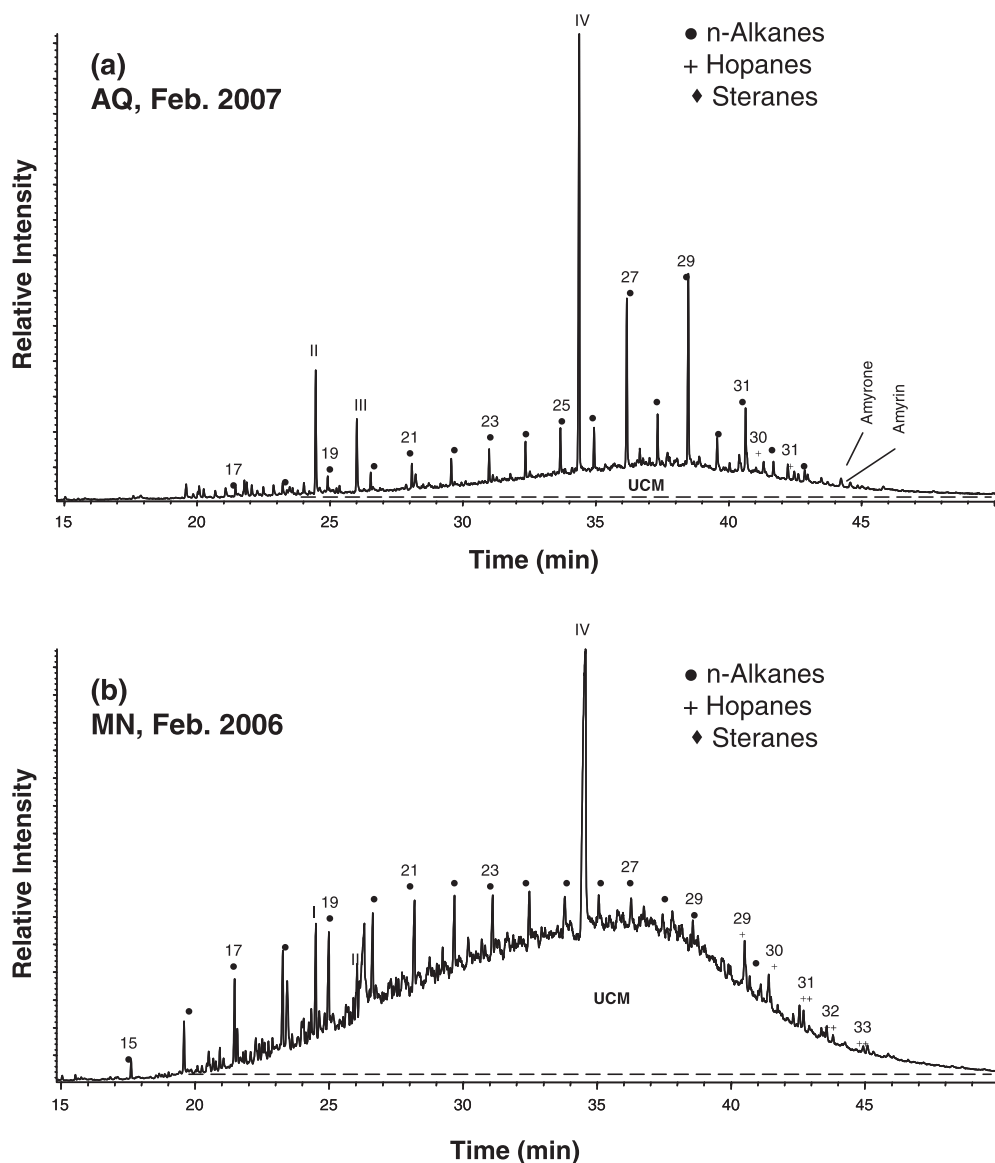 IV
(a)
AQ, Feb. 2007
● n-Alkanes
+ Hopanes
♦ Steranes
Relative Intensity
II
III
17
19
21
23
25
27
29
31
30
31
Amyrone
Amyrin
UCM
15 20 25 30 35 40 45
Time (min)
IV
(b)
MN, Feb. 2006
● n-Alkanes
+ Hopanes
♦ Steranes
Relative Intensity
15
17
I
19
II
21
23
27
29
29
30
31
32
33
UCM
15 20 25 30 35 40 45
Time (min)